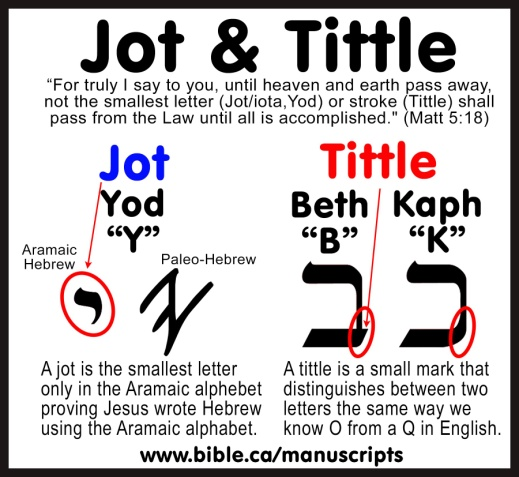 Jot & Tittle
“For truly I say to you, until heaven and earth pass away,
not the smallest letter (Jot/iota,Yod) or stroke (Tittle) shall
pass from the Law until all is accomplished." (Matt 5:18)
Jot
Yod
“Y”
Aramaic
Hebrew
Paleo-Hebrew
י
𐤉
A jot is the smallest letter
only in the Aramaic alphebet
proving Jesus wrote Hebrew
using the Aramaic alphabet.
Tittle
Beth Kaph
“B” “K”
ב כ
A tittle is a small mark that
distinguishes between two
letters the same way we
know O from a Q in English.
www.bible.ca/manuscripts